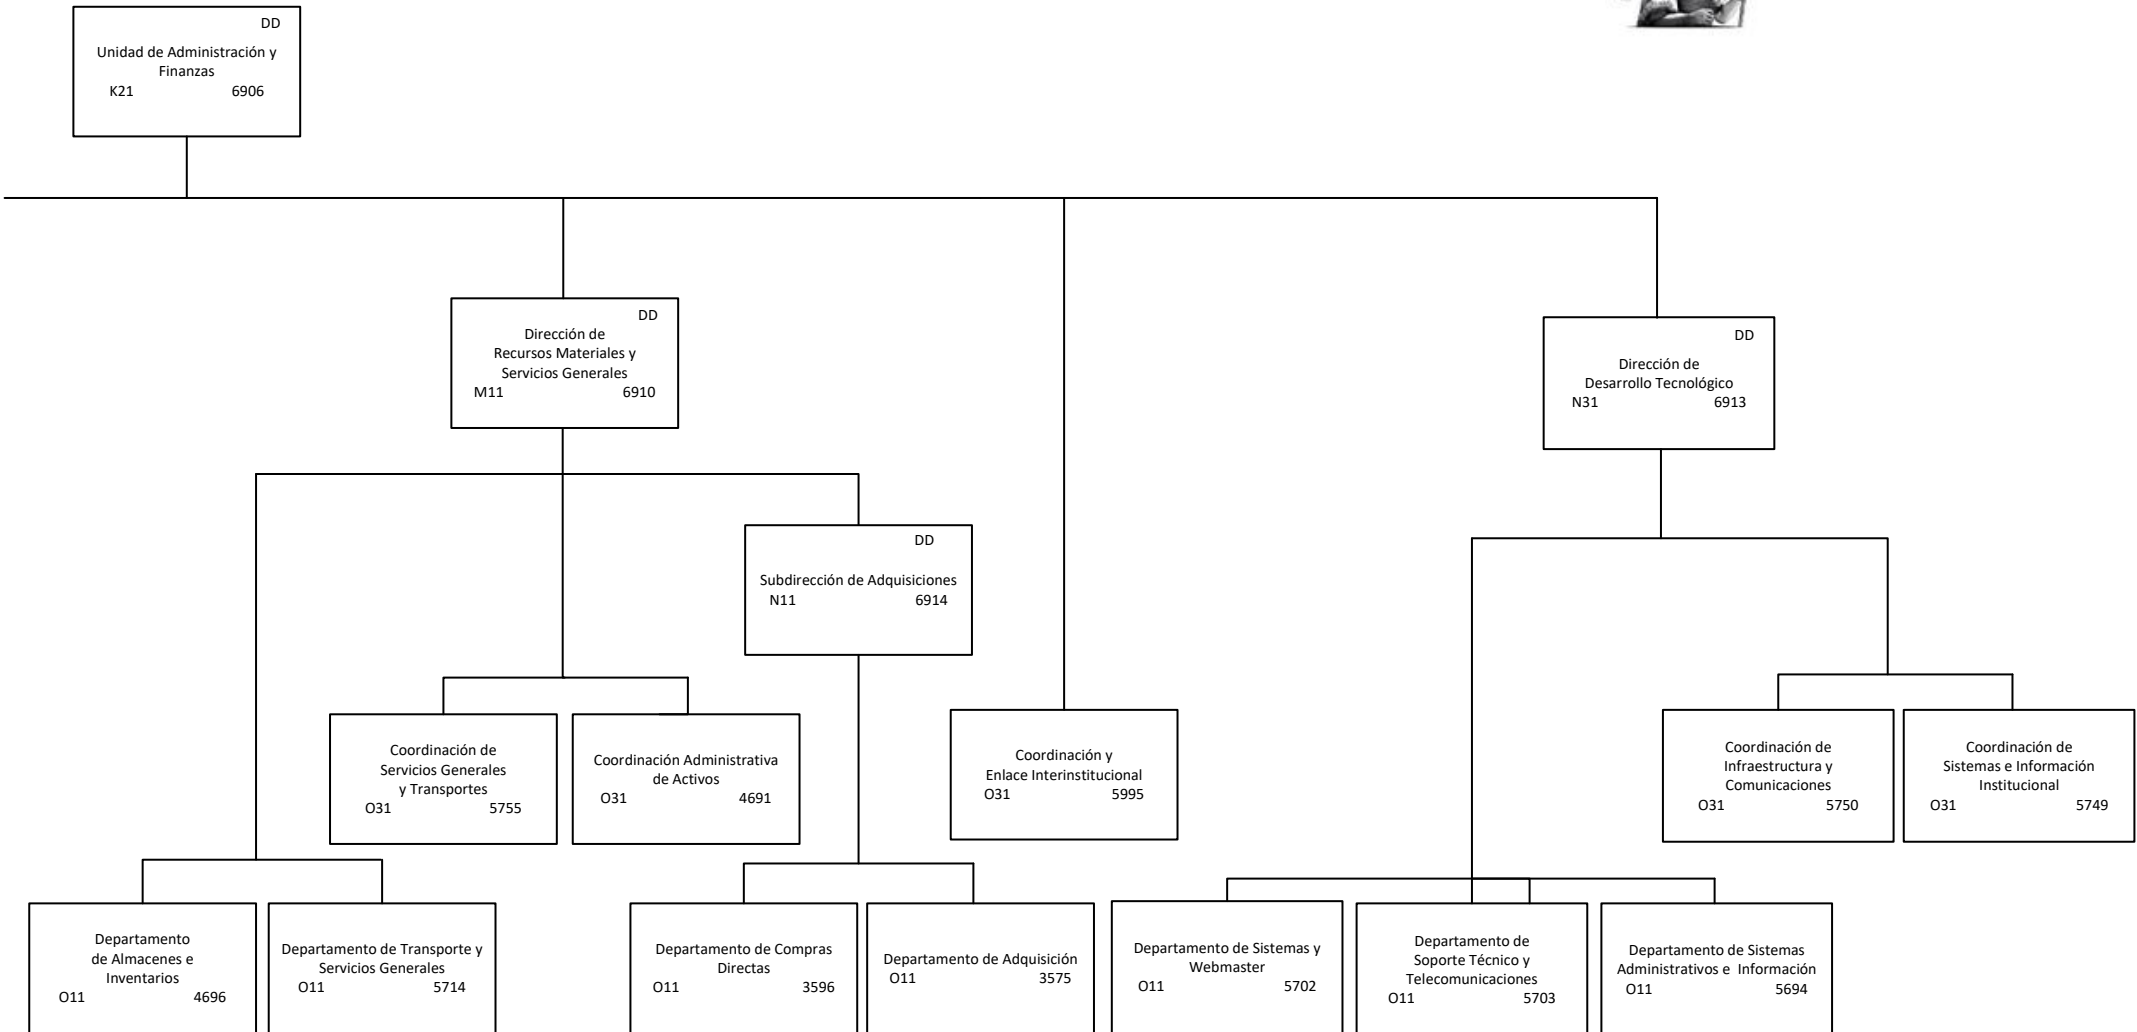 DD
Unidad de Administración y
Finanzas
K21 6906
DD
Dirección de
Recursos Materiales y
Servicios Generales
M11 6910
DD
Dirección de
Desarrollo Tecnológico
N31 6913
DD
Subdirección de Adquisiciones
N11 6914
Coordinación de
Servicios Generales
y Transportes
O31 5755
Coordinación Administrativa
de Activos
O31 4691
Coordinación y
Enlace Interinstitucional
O31 5995
Coordinación de
Infraestructura y
Comunicaciones
O31 5750
Coordinación de
Sistemas e Información
Institucional
O31 5749
Departamento
de Almacenes e
Inventarios
O11 4696
Departamento de Transporte y
Servicios Generales
O11 5714
Departamento de Compras
Directas
O11 3596
Departamento de Adquisición
O11 3575
Departamento de Sistemas y
Webmaster
O11 5702
Departamento de
Soporte Técnico y
Telecomunicaciones
O11 5703
Departamento de Sistemas
Administrativos e Información
O11 5694